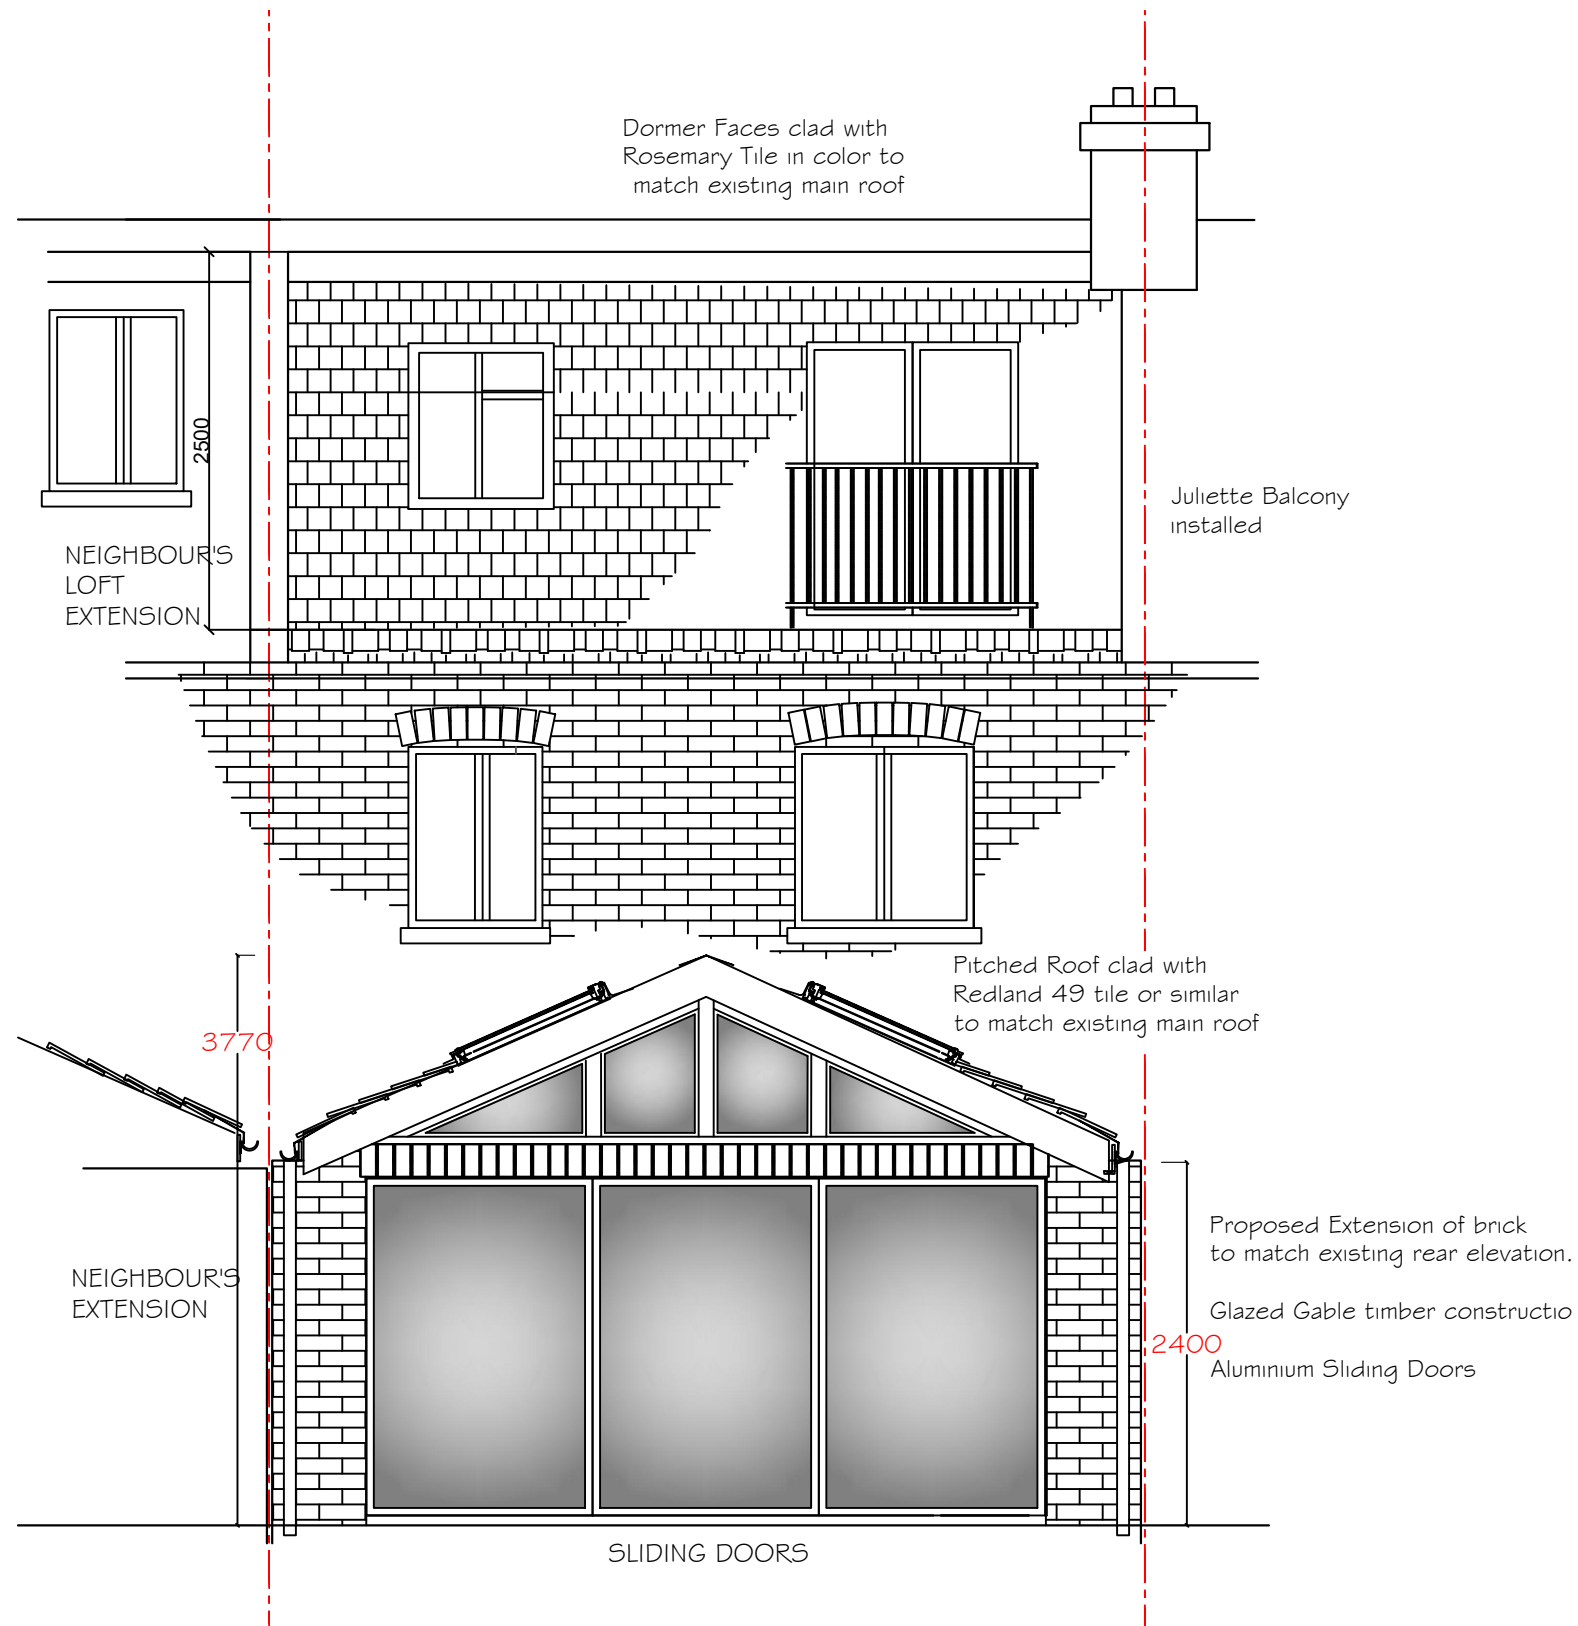 Dormer Faces clad with
Rosemary Tile in color to
match existing main roof
2500
Juliette Balcony
installed
NEIGHBOUR'S
LOFT
EXTENSION
Pitched Roof clad with
Redland 49 tile or similar
to match existing main roof
3770
Proposed Extension of brick
to match existing rear elevation.
NEIGHBOUR'S
EXTENSION
Glazed Gable timber constructio
2400
Aluminium Sliding Doors
SLIDING DOORS